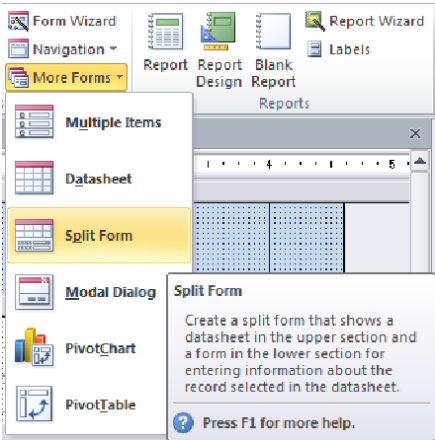 Form Wizard
Navigation
More Forms
Report
Report Design
Blank Report
Report Wizard
Labels
Reports
Multiple Items
4
5
Datasheet
Split Form
Modal Dialog
PivotChart
PivotTable
Split Form
Create a split form that shows a
datasheet in the upper section and
a form in the lower section for
entering information about the
record selected in the datasheet.
Press F1 for more help.